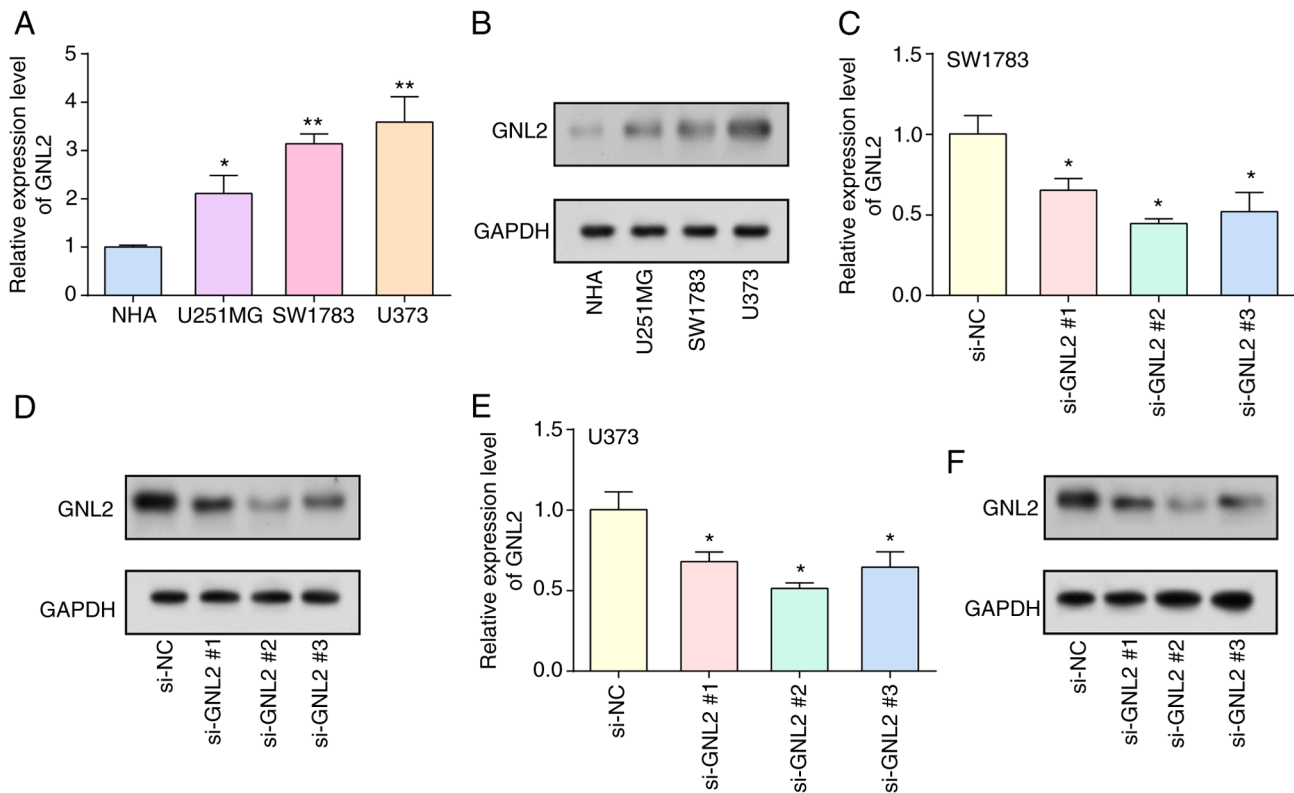 A
Relative expression level
of GNL2
5
4
3
2
1
0
*
**
**
NHA
U251MG
SW1783
U373
B
GNL2
GAPDH
NHA
U251MG
SW1783
U373
C
SW1783
Relative expression level
of GNL2
1.5
1.0
0.5
0.0
*
*
*
si-NC
si-GNL2 #1
si-GNL2 #2
si-GNL2 #3
D
GNL2
GAPDH
si-NC
si-GNL2 #1
si-GNL2 #2
si-GNL2 #3
E
U373
Relative expression level
of GNL2
1.5
1.0
0.5
0.0
*
*
*
si-NC
si-GNL2 #1
si-GNL2 #2
si-GNL2 #3
F
GNL2
GAPDH
si-NC
si-GNL2 #1
si-GNL2 #2
si-GNL2 #3